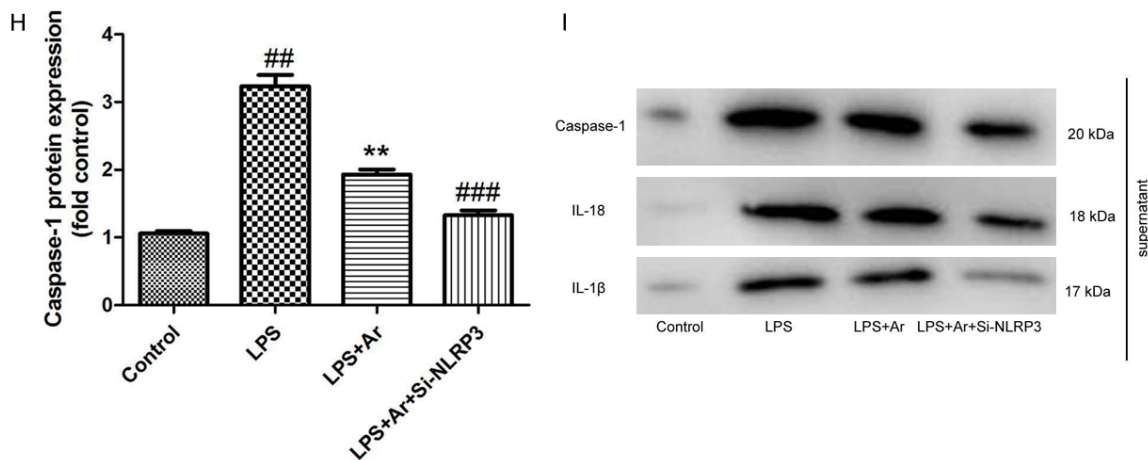 H
Caspase-1 protein expression
(fold control)
4
3
2
1
0
##
**
###
Control
LPS
LPS+Ar
LPS+Ar+Si-NLRP3
I
Caspase-1
20 kDa
IL-18
18 kDa
IL-1β
17 kDa
Control LPS LPS+Ar LPS+Ar+Si-NLRP3
supernatant